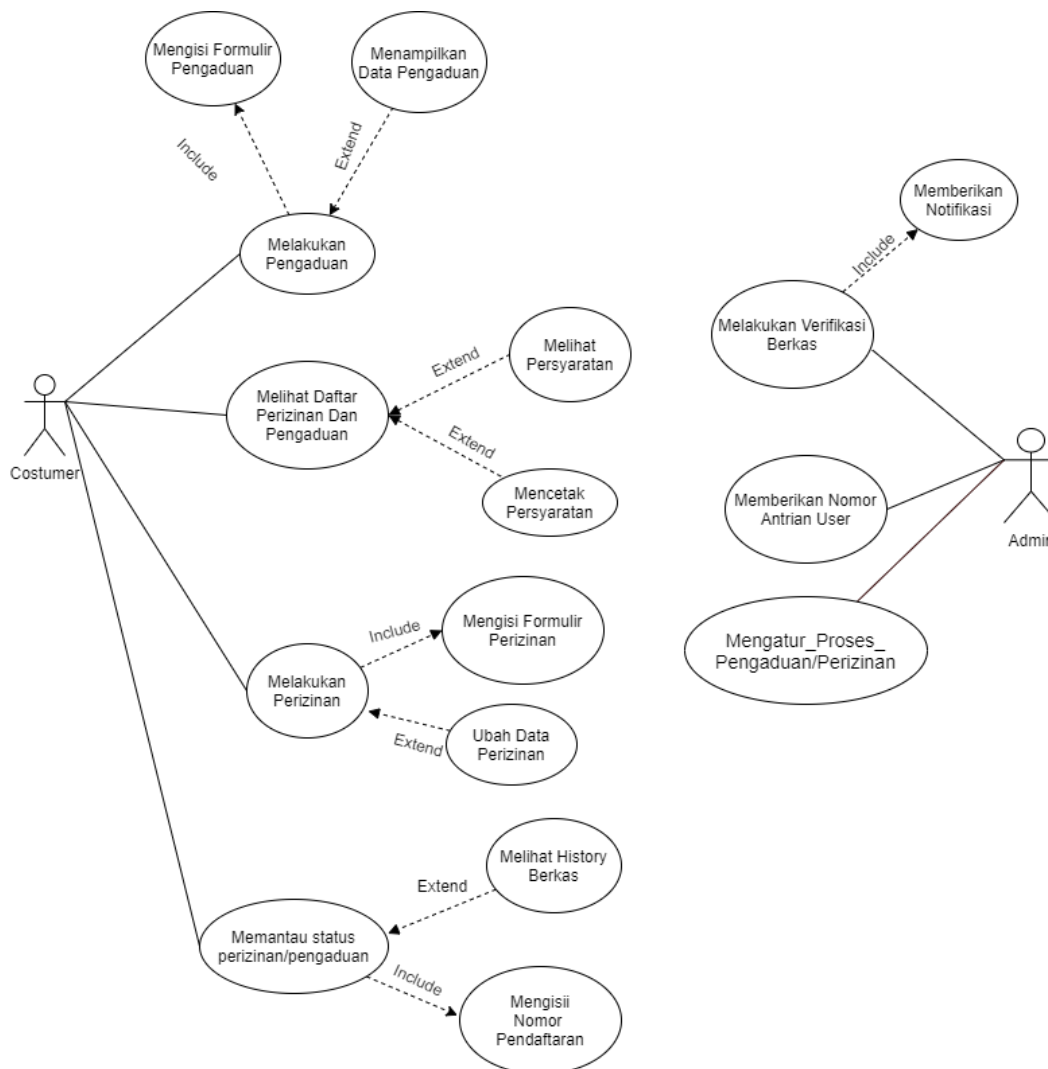 Mengisi Formulir
Pengaduan
Menampilkan
Data Pengaduan
Include
Extend
Melakukan
Pengaduan
Memberikan
Notifikasi
Include
Melakukan Verifikasi
Berkas
Melihat
Persyaratan
Extend
Melihat Daftar
Perizinan Dan
Pengaduan
Extend
Mencetak
Persyaratan
Costumer
Memberikan Nomor
Antrian User
Admin
Mengatur_Proses_
Pengaduan/Perizinan
Mengisi Formulir
Perizinan
Include
Melakukan
Perizinan
Extend
Ubah Data
Perizinan
Melihat History
Berkas
Extend
Memantau status
perizinan/pengaduan
Include
Mengisii
Nomor
Pendaftaran